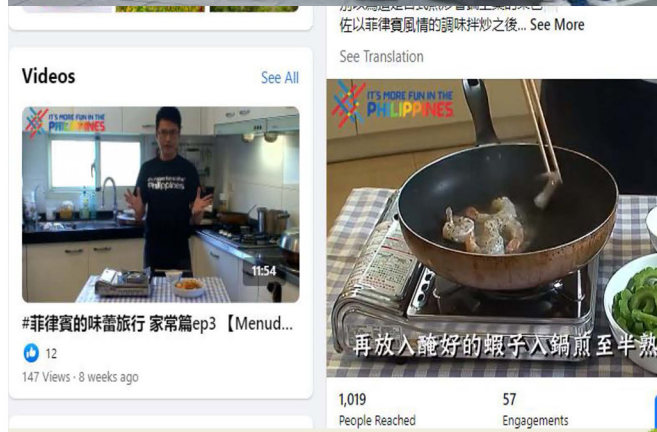 Videos
See All
IT'S MORE FUN IN THE
PHILIPPINES
Philippines
11:54
#菲律賓的味蕾旅行 家常篇ep3 【Menud...
12
147 Views · 8 weeks ago
佐以菲律賓風情的調味拌炒之後... See More
See Translation
IT'S MORE FUN IN THE
PHILIPPINES
再放入醃好的蝦子入鍋煎至半熟
1,019
People Reached
57
Engagements